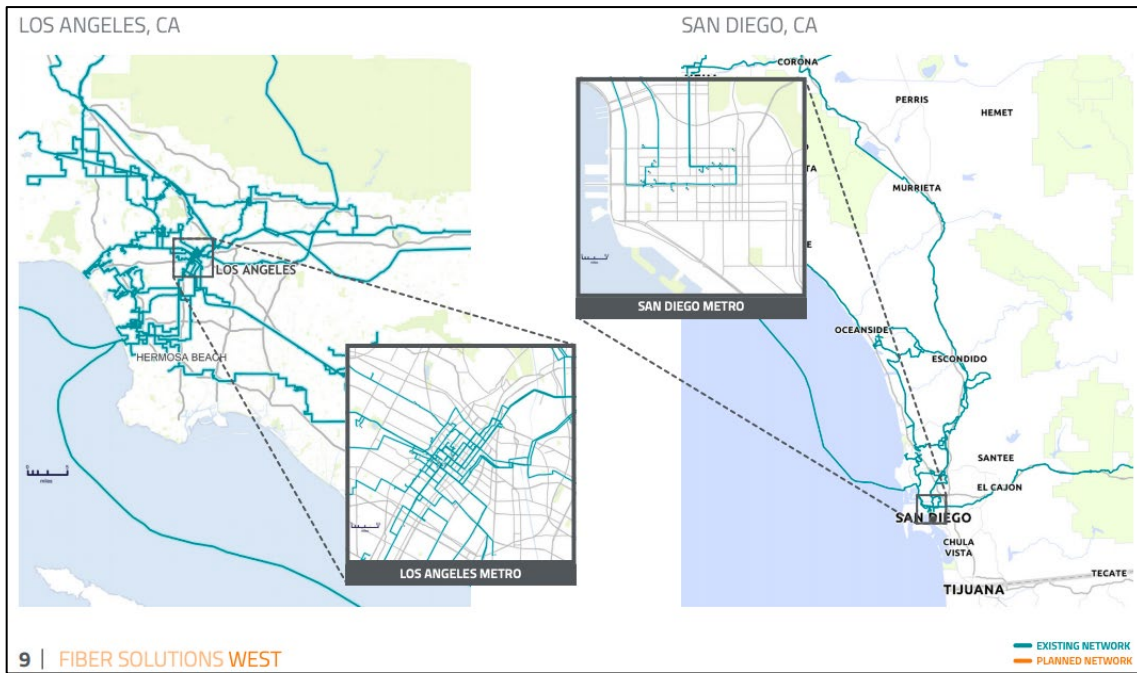 LOS ANGELES, CA
SAN DIEGO, CA
LOS ANGELES
HERMOSA BEACH
miles
LOS ANGELES METRO
SAN DIEGO METRO
CORONA
PERRIS
HEMET
MURRIETA
OCEANSIDE
ESCONDIDO
SANTEE
EL CAJON
SAN DIEGO
CHULA
VISTA
TECATE
TIJUANA
9 | FIBER SOLUTIONS WEST
EXISTING NETWORK
PLANNED NETWORK